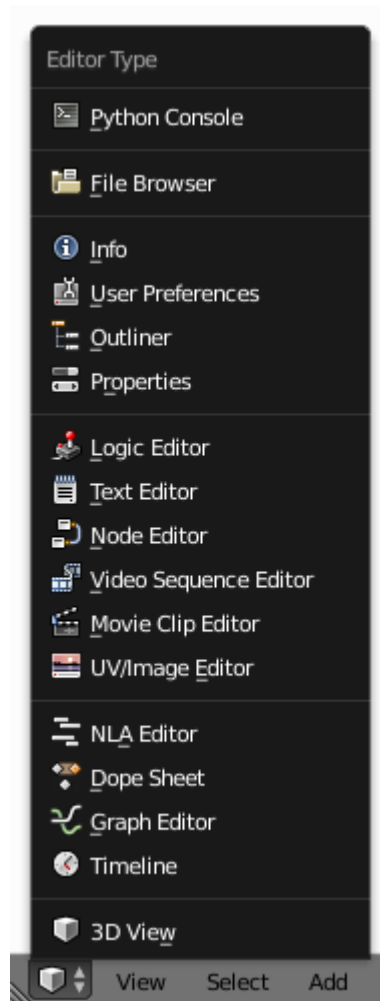 Editor Type
Python Console
File Browser
Info
User Preferences
Outliner
Properties
Logic Editor
Text Editor
Node Editor
Video Sequence Editor
Movie Clip Editor
UV/Image Editor
NLA Editor
Dope Sheet
Graph Editor
Timeline
3D View
View Select Add